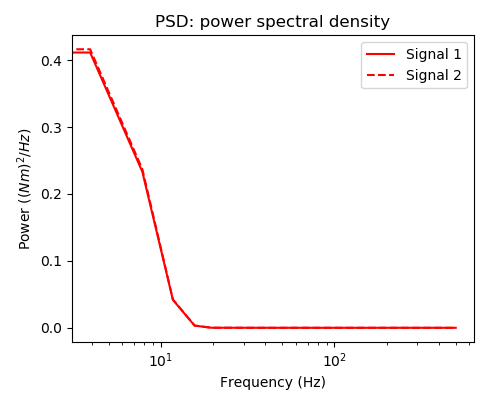 PSD: power spectral density
Signal 1
Signal 2
Power ((Nm)²/Hz)
0.4
0.3
0.2
0.1
0.0
10¹
10²
Frequency (Hz)